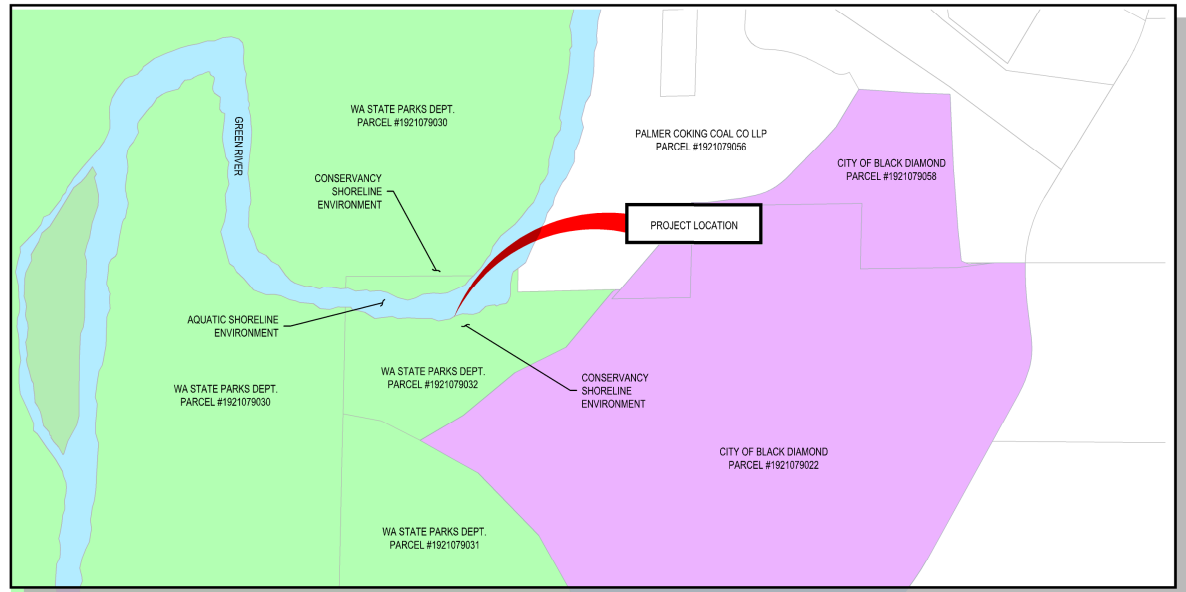 WA STATE PARKS DEPT.
PARCEL #1921079030
GREEN RIVER
PALMER COKING COAL CO LLP
PARCEL #1921079056
CITY OF BLACK DIAMOND
PARCEL #1921079058
CONSERVANCY
SHORELINE
ENVIRONMENT
PROJECT LOCATION
AQUATIC SHORELINE
ENVIRONMENT
WA STATE PARKS DEPT.
PARCEL #1921079032
CONSERVANCY
SHORELINE
ENVIRONMENT
WA STATE PARKS DEPT.
PARCEL #1921079030
CITY OF BLACK DIAMOND
PARCEL #1921079022
WA STATE PARKS DEPT.
PARCEL #1921079031